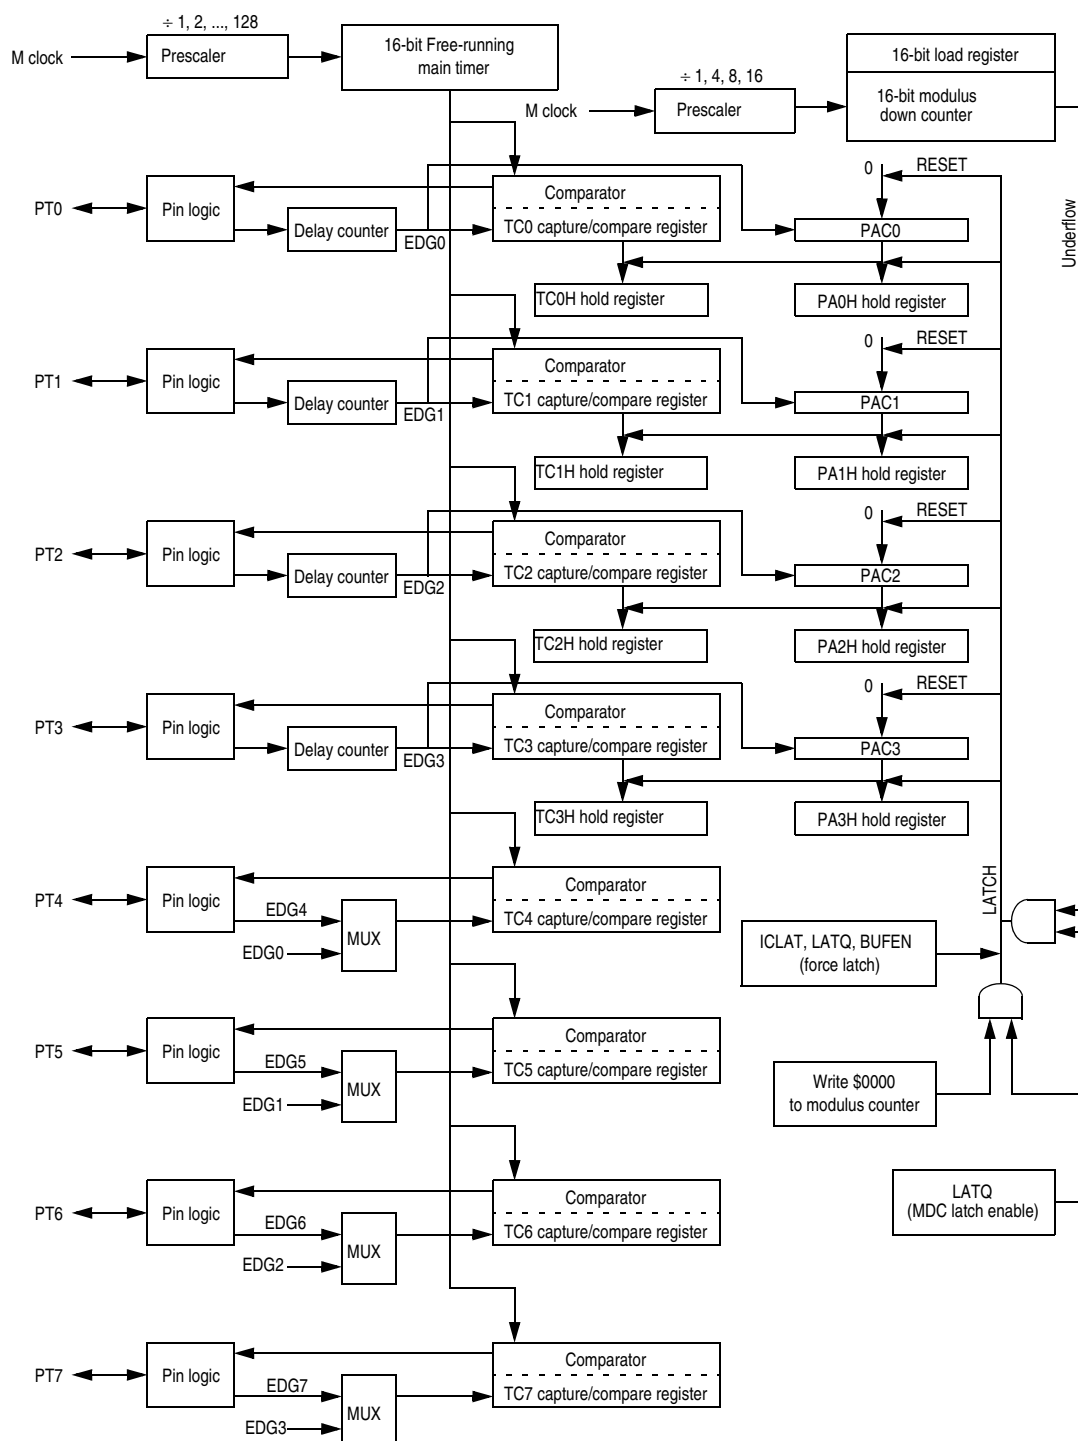 ÷ 1, 2, ..., 128
M clock
Prescaler
16-bit Free-running
main timer
÷ 1, 4, 8, 16
M clock
Prescaler
16-bit load register
16-bit modulus
down counter
Underflow
PT0
Pin logic
Delay counter
EDG0
Comparator
TC0 capture/compare register
0
RESET
PAC0
TC0H hold register
PA0H hold register
PT1
Pin logic
Delay counter
EDG1
Comparator
TC1 capture/compare register
0
RESET
PAC1
TC1H hold register
PA1H hold register
PT2
Pin logic
Delay counter
EDG2
Comparator
TC2 capture/compare register
0
RESET
PAC2
TC2H hold register
PA2H hold register
PT3
Pin logic
Delay counter
EDG3
Comparator
TC3 capture/compare register
0
RESET
PAC3
TC3H hold register
PA3H hold register
PT4
Pin logic
EDG4
EDG0
MUX
Comparator
TC4 capture/compare register
LATCH
ICLAT, LATQ, BUFEN
(force latch)
PT5
Pin logic
EDG5
EDG1
MUX
Comparator
TC5 capture/compare register
Write $0000
to modulus counter
PT6
Pin logic
EDG6
EDG2
MUX
Comparator
TC6 capture/compare register
LATQ
(MDC latch enable)
PT7
Pin logic
EDG7
EDG3
MUX
Comparator
TC7 capture/compare register